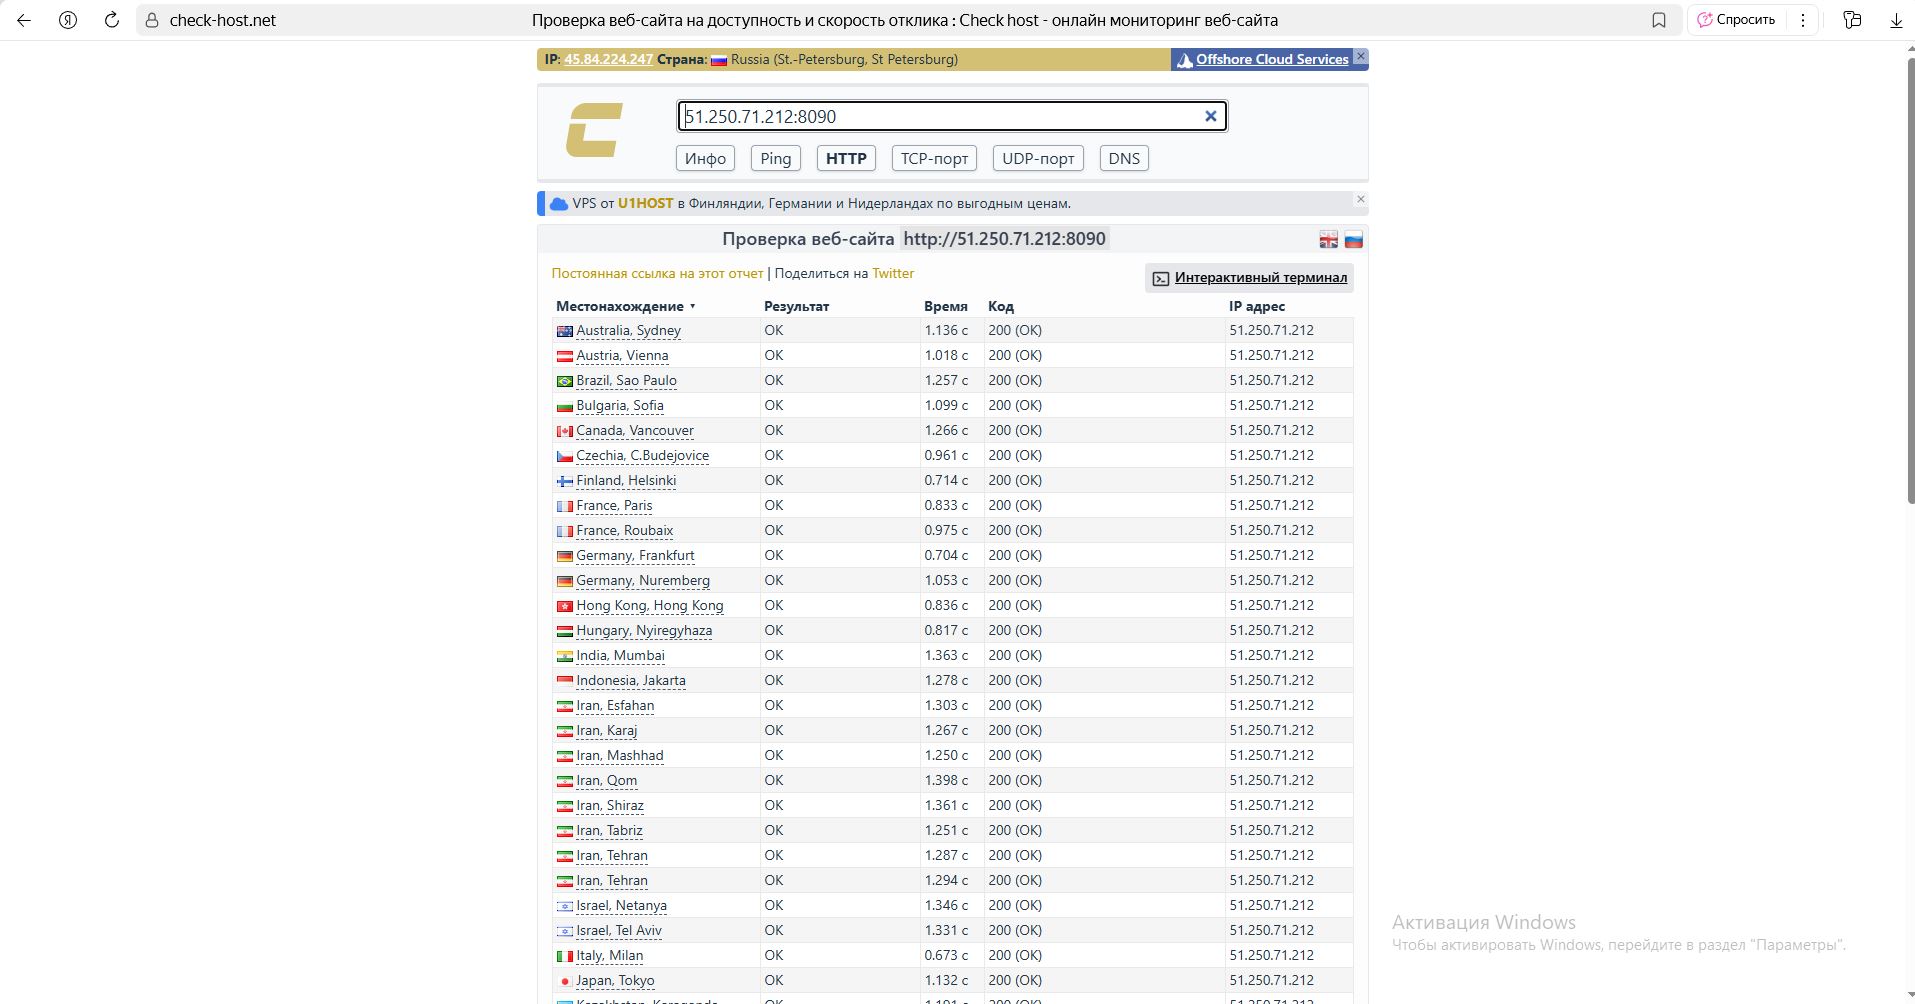 check-host.net Проверка веб-сайта на доступность и скорость отклика : Check host - онлайн мониторинг веб-сайта Спросить
IP: 45.84.224.247 Страна: Russia (St.-Petersburg, St Petersburg) Offshore Cloud Services
51.250.71.212:8090
Инфо Ping HTTP TCP-порт UDP-порт DNS
VPS от U1HOST в Финляндии, Германии и Нидерландах по выгодным ценам.
Проверка веб-сайта http://51.250.71.212:8090
Постоянная ссылка на этот отчет | Поделиться на Twitter
Интерактивный терминал
Местонахождение Результат Время Код IP адрес
Australia, Sydney OK 1.136 с 200 (OK) 51.250.71.212
Austria, Vienna OK 1.018 с 200 (OK) 51.250.71.212
Brazil, Sao Paulo OK 1.257 с 200 (OK) 51.250.71.212
Bulgaria, Sofia OK 1.099 с 200 (OK) 51.250.71.212
Canada, Vancouver OK 1.266 с 200 (OK) 51.250.71.212
Czechia, C.Budejovice OK 0.961 с 200 (OK) 51.250.71.212
Finland, Helsinki OK 0.714 с 200 (OK) 51.250.71.212
France, Paris OK 0.833 с 200 (OK) 51.250.71.212
France, Roubaix OK 0.975 с 200 (OK) 51.250.71.212
Germany, Frankfurt OK 0.704 с 200 (OK) 51.250.71.212
Germany, Nuremberg OK 1.053 с 200 (OK) 51.250.71.212
Hong Kong, Hong Kong OK 0.836 с 200 (OK) 51.250.71.212
Hungary, Nyiregyhaza OK 0.817 с 200 (OK) 51.250.71.212
India, Mumbai OK 1.363 с 200 (OK) 51.250.71.212
Indonesia, Jakarta OK 1.278 с 200 (OK) 51.250.71.212
Iran, Esfahan OK 1.303 с 200 (OK) 51.250.71.212
Iran, Karaj OK 1.267 с 200 (OK) 51.250.71.212
Iran, Mashhad OK 1.250 с 200 (OK) 51.250.71.212
Iran, Qom OK 1.398 с 200 (OK) 51.250.71.212
Iran, Shiraz OK 1.361 с 200 (OK) 51.250.71.212
Iran, Tabriz OK 1.251 с 200 (OK) 51.250.71.212
Iran, Tehran OK 1.287 с 200 (OK) 51.250.71.212
Iran, Tehran OK 1.294 с 200 (OK) 51.250.71.212
Israel, Netanya OK 1.346 с 200 (OK) 51.250.71.212
Israel, Tel Aviv OK 1.331 с 200 (OK) 51.250.71.212
Italy, Milan OK 0.673 с 200 (OK) 51.250.71.212
Japan, Tokyo OK 1.132 с 200 (OK) 51.250.71.212
Активация Windows
Чтобы активировать Windows, перейдите в раздел "Параметры".